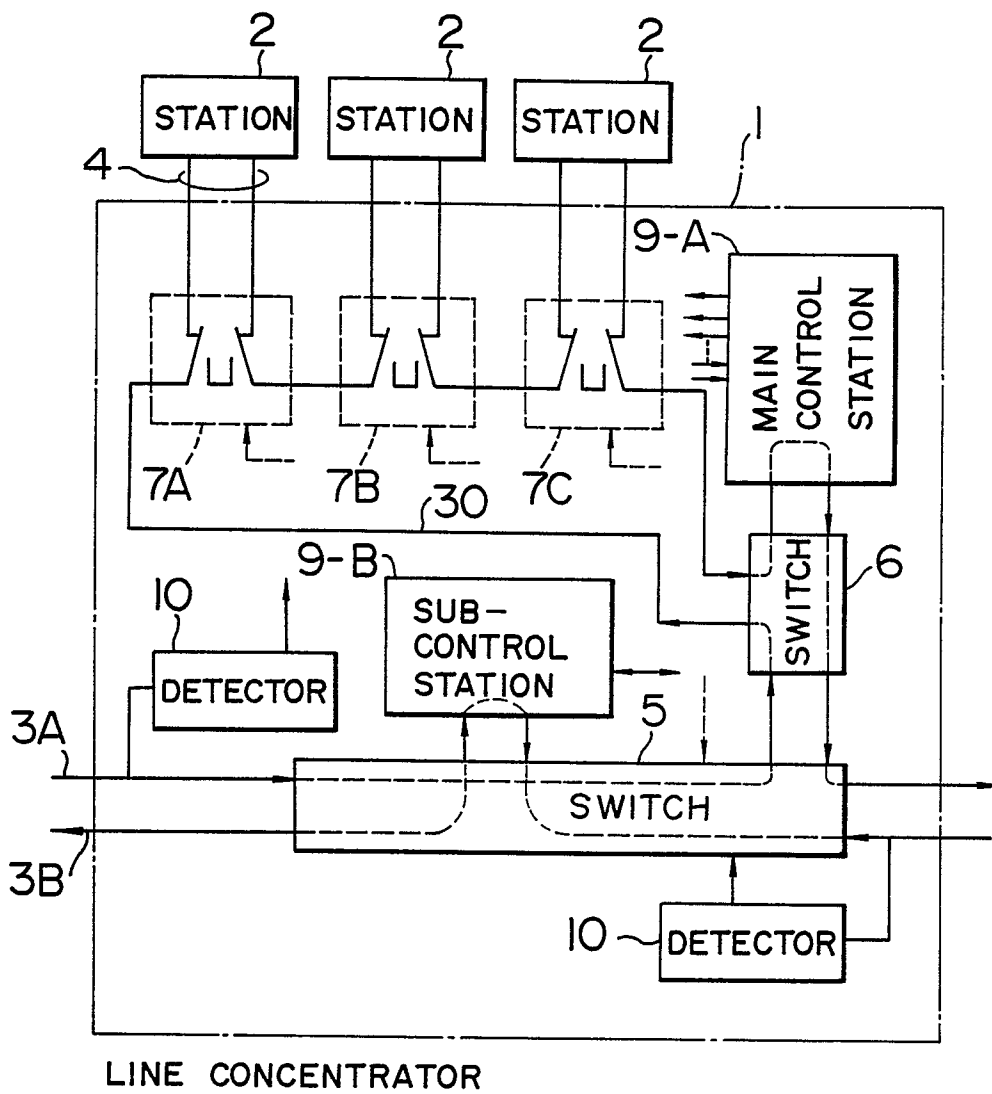 2 2 2
STATION STATION STATION
1
4
9-A
MAIN
CONTROL
STATION
7A 7B 7C
30
9-B
6
SWITCH
10
SUB-
CONTROL
STATION
DETECTOR
5
3A
SWITCH
3B
10
DETECTOR
LINE CONCENTRATOR